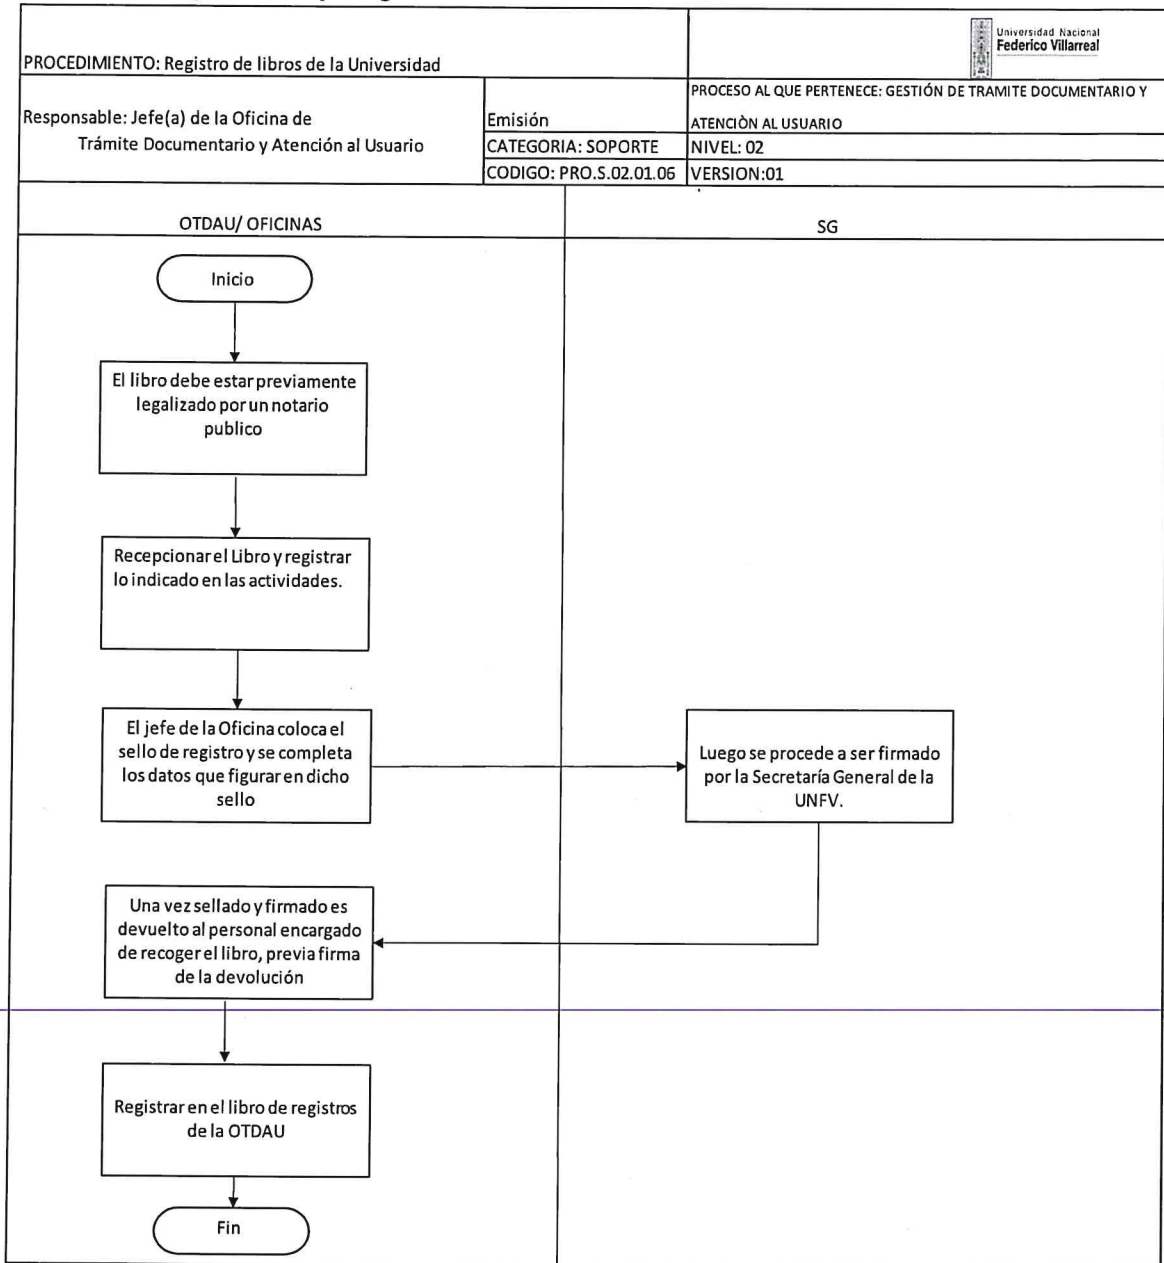 Universidad Nacional
Federico Villarreal
PROCEDIMIENTO: Registro de libros de la Universidad
Responsable: Jefe(a) de la Oficina de
Trámite Documentario y Atención al Usuario
Emisión
PROCESO AL QUE PERTENECE: GESTIÓN DE TRAMITE DOCUMENTARIO Y
ATENCIÒN AL USUARIO
CATEGORIA: SOPORTE
NIVEL: 02
CODIGO: PRO.S.02.01.06
VERSION:01
OTDAU/ OFICINAS
SG
Inicio
El libro debe estar previamente
legalizado por un notario
publico
Recepcionar el Libro y registrar
lo indicado en las actividades.
El jefe de la Oficina coloca el
sello de registro y se completa
los datos que figurar en dicho
sello
Luego se procede a ser firmado
por la Secretaría General de la
UNFV.
Una vez sellado y firmado es
devuelto al personal encargado
de recoger el libro, previa firma
de la devolución
Registrar en el libro de registros
de la OTDAU
Fin